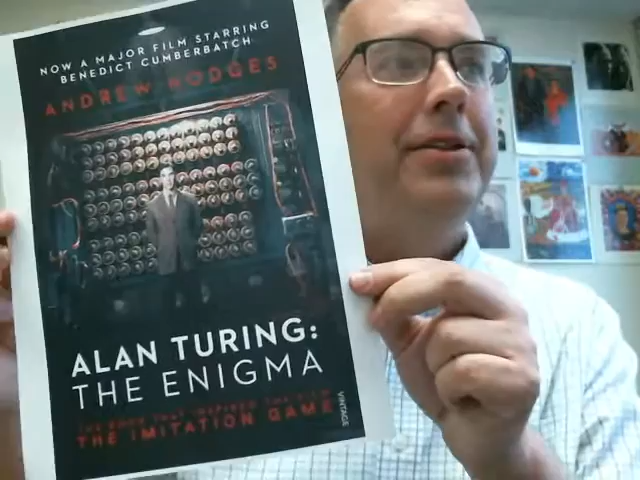 NOW A MAJOR FILM STARRING
BENEDICT CUMBERBATCH
ANDREW HODGES
ALAN TURING:
THE ENIGMA
THE BOOK THAT INSPIRED THE FILM
THE IMITATION GAME
VINTAGE